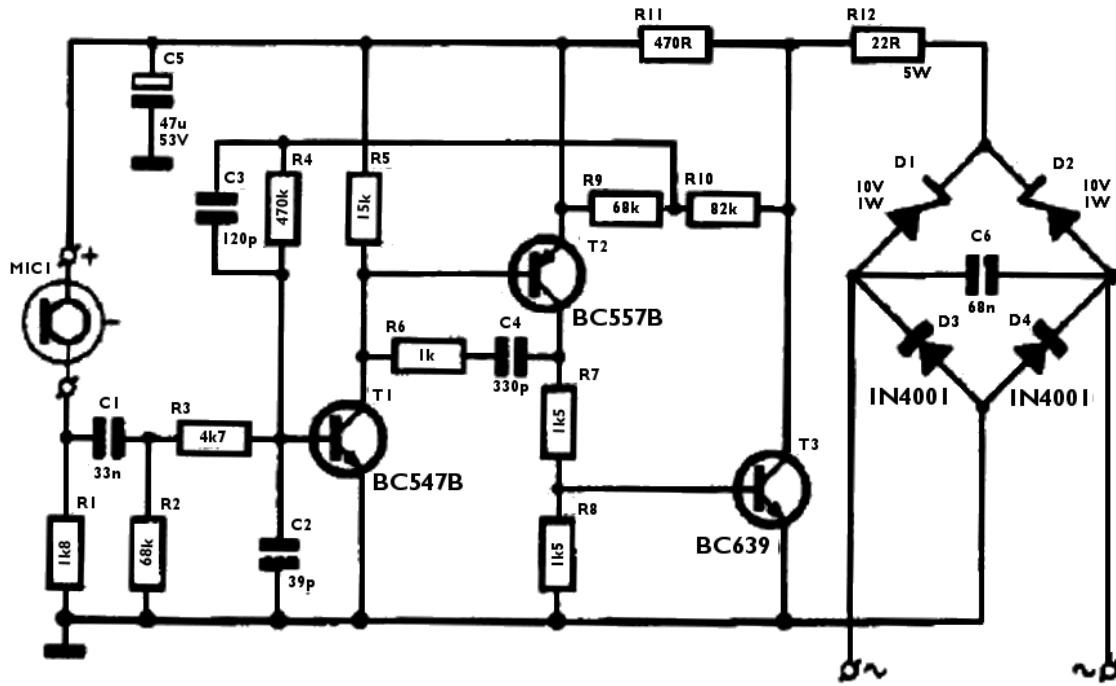 R11
470R
R12
22R
5W
C5
47u
53V
C3
120p
R4
470k
R5
15k
R9
68k
R10
82k
D1
10V
1W
D2
10V
1W
C6
68n
MIC1
+
-
T2
BC557B
R6
1k
C4
330p
R7
1k5
D3
D4
1N4001
1N4001
C1
33n
R3
4k7
T1
BC547B
T3
BC639
R1
1k8
R2
68k
C2
39p
R8
1k5
~
~